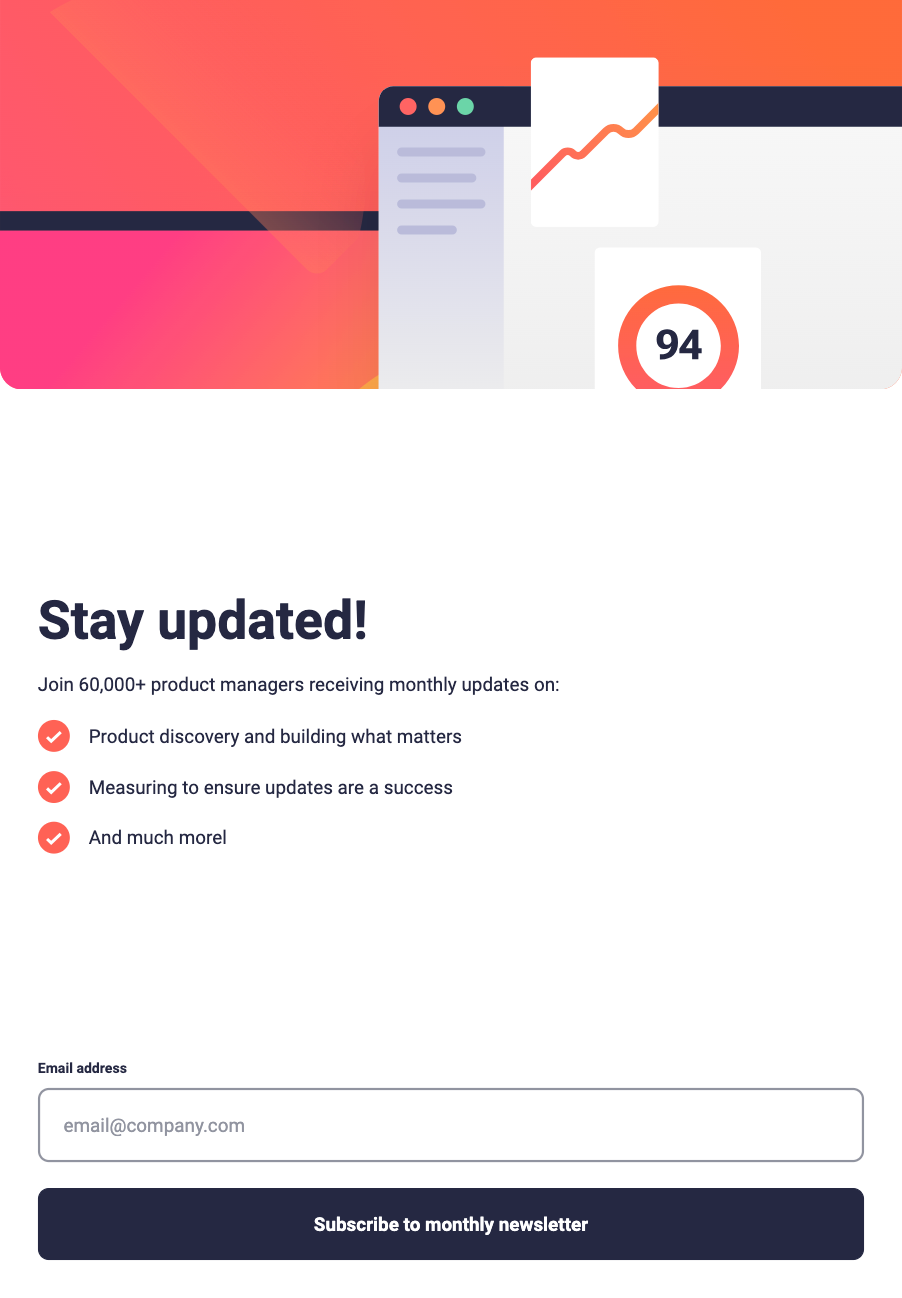 94
Stay updated!
Join 60,000+ product managers receiving monthly updates on:
Product discovery and building what matters
Measuring to ensure updates are a success
And much morel
Email address
email@company.com
Subscribe to monthly newsletter